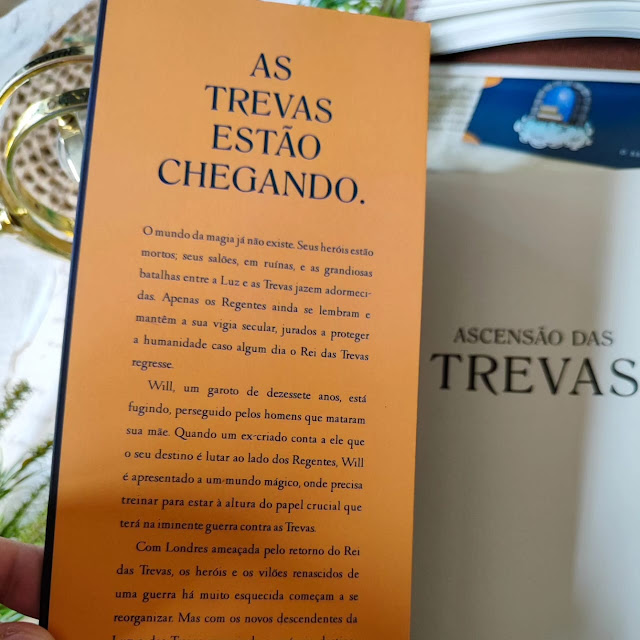 AS
TREVAS
ESTÃO
CHEGANDO.
O mundo da magia já não existe. Seus heróis estão
mortos; seus salões, em ruínas, e as grandiosas
batalhas entre a Luz e as Trevas jazem adormeci-
das. Apenas os Regentes ainda se lembram e
mantêm a sua vigia secular, jurados a proteger
a humanidade caso algum dia o Rei das Trevas
regresse.
Will, um garoto de dezessete anos, está
fugindo, perseguido pelos homens que mataram
sua mãe. Quando um ex-criado conta a ele que
o seu destino é lutar ao lado dos Regentes, Will
é apresentado a um mundo mágico, onde precisa
treinar para estar à altura do papel crucial que
terá na iminente guerra contra as Trevas.
Com Londres ameaçada pelo retorno do Rei
das Trevas, os heróis e os vilões renascidos de
uma guerra há muito esquecida começam a se
reorganizar. Mas com os novos descendentes da
ASCENSÃO DAS
TREVAS